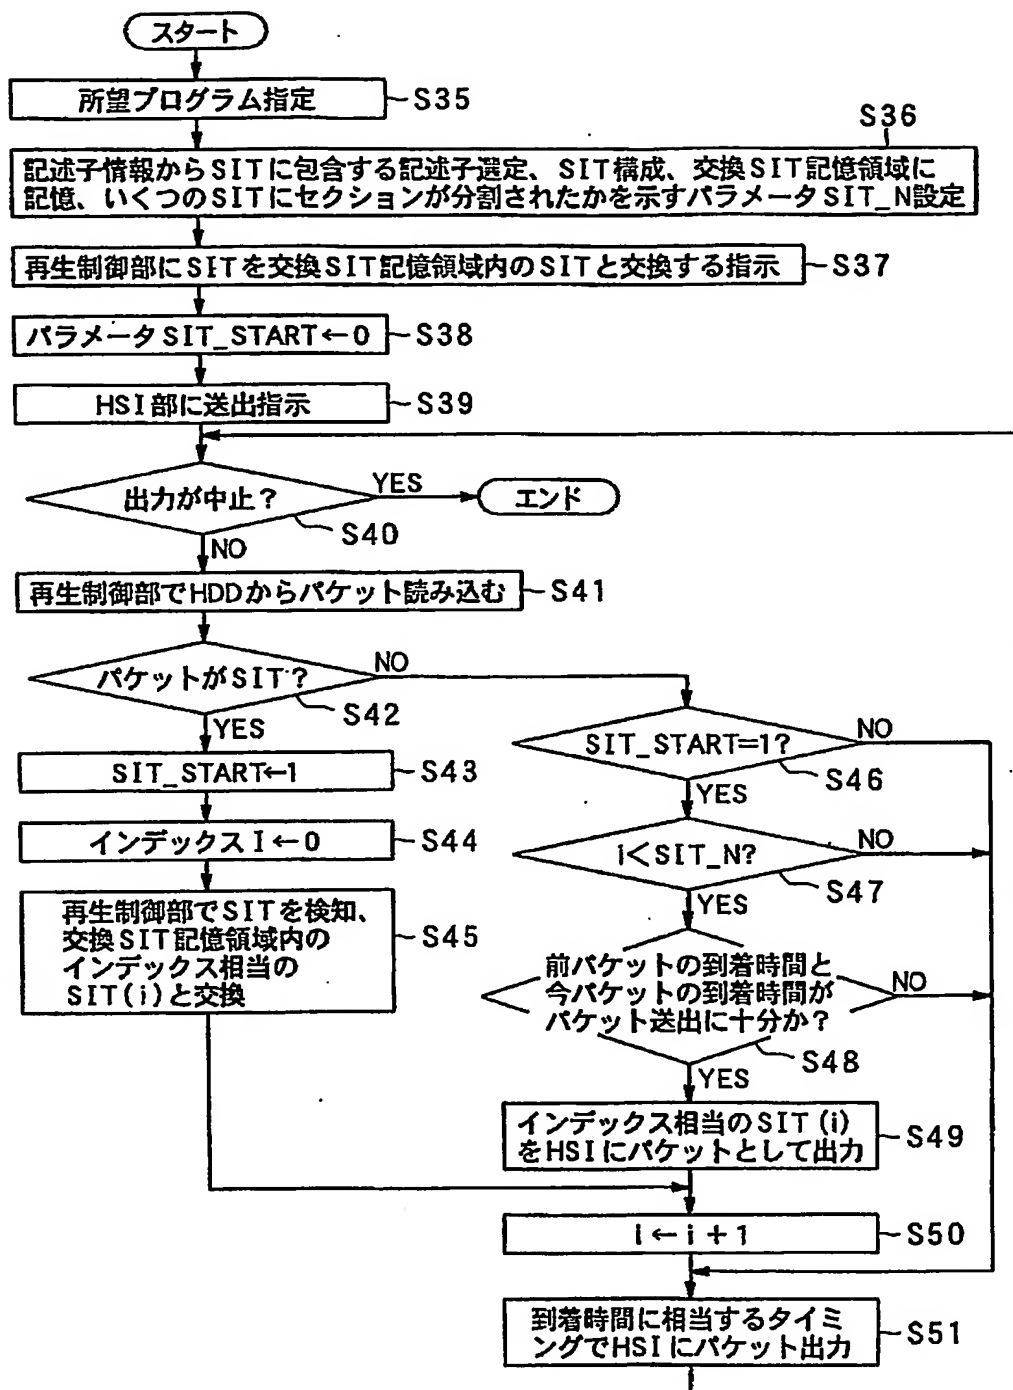 スタート
所望プログラム指定
S35
S36
記述子情報からSITに包含する記述子選定、SIT構成、交換SIT記憶領域に
記憶、いくつのSITにセクションが分割されたかを示すパラメータSIT_N設定
再生制御部にSITを交換SIT記憶領域内のSITと交換する指示
S37
パラメータSIT_START←0
S38
HSI部に送出指示
S39
出力が中止？
YES
エンド
S40
NO
再生制御部でHDDからパケット読み込む
S41
パケットがSIT？
NO
S42
YES
SIT_START←1
S43
インデックスI←0
S44
再生制御部でSITを検知、
交換SIT記憶領域内の
インデックス相当の
SIT(i)と交換
S45
SIT_START=1?
NO
S46
YES
i<SIT_N?
NO
S47
YES
前パケットの到着時間と
今パケットの到着時間が
パケット送出に十分か？
NO
S48
YES
インデックス相当のSIT(i)
をHSIにパケットとして出力
S49
I←i+1
S50
到着時間に相当するタイミ
ングでHSIにパケット出力
S51